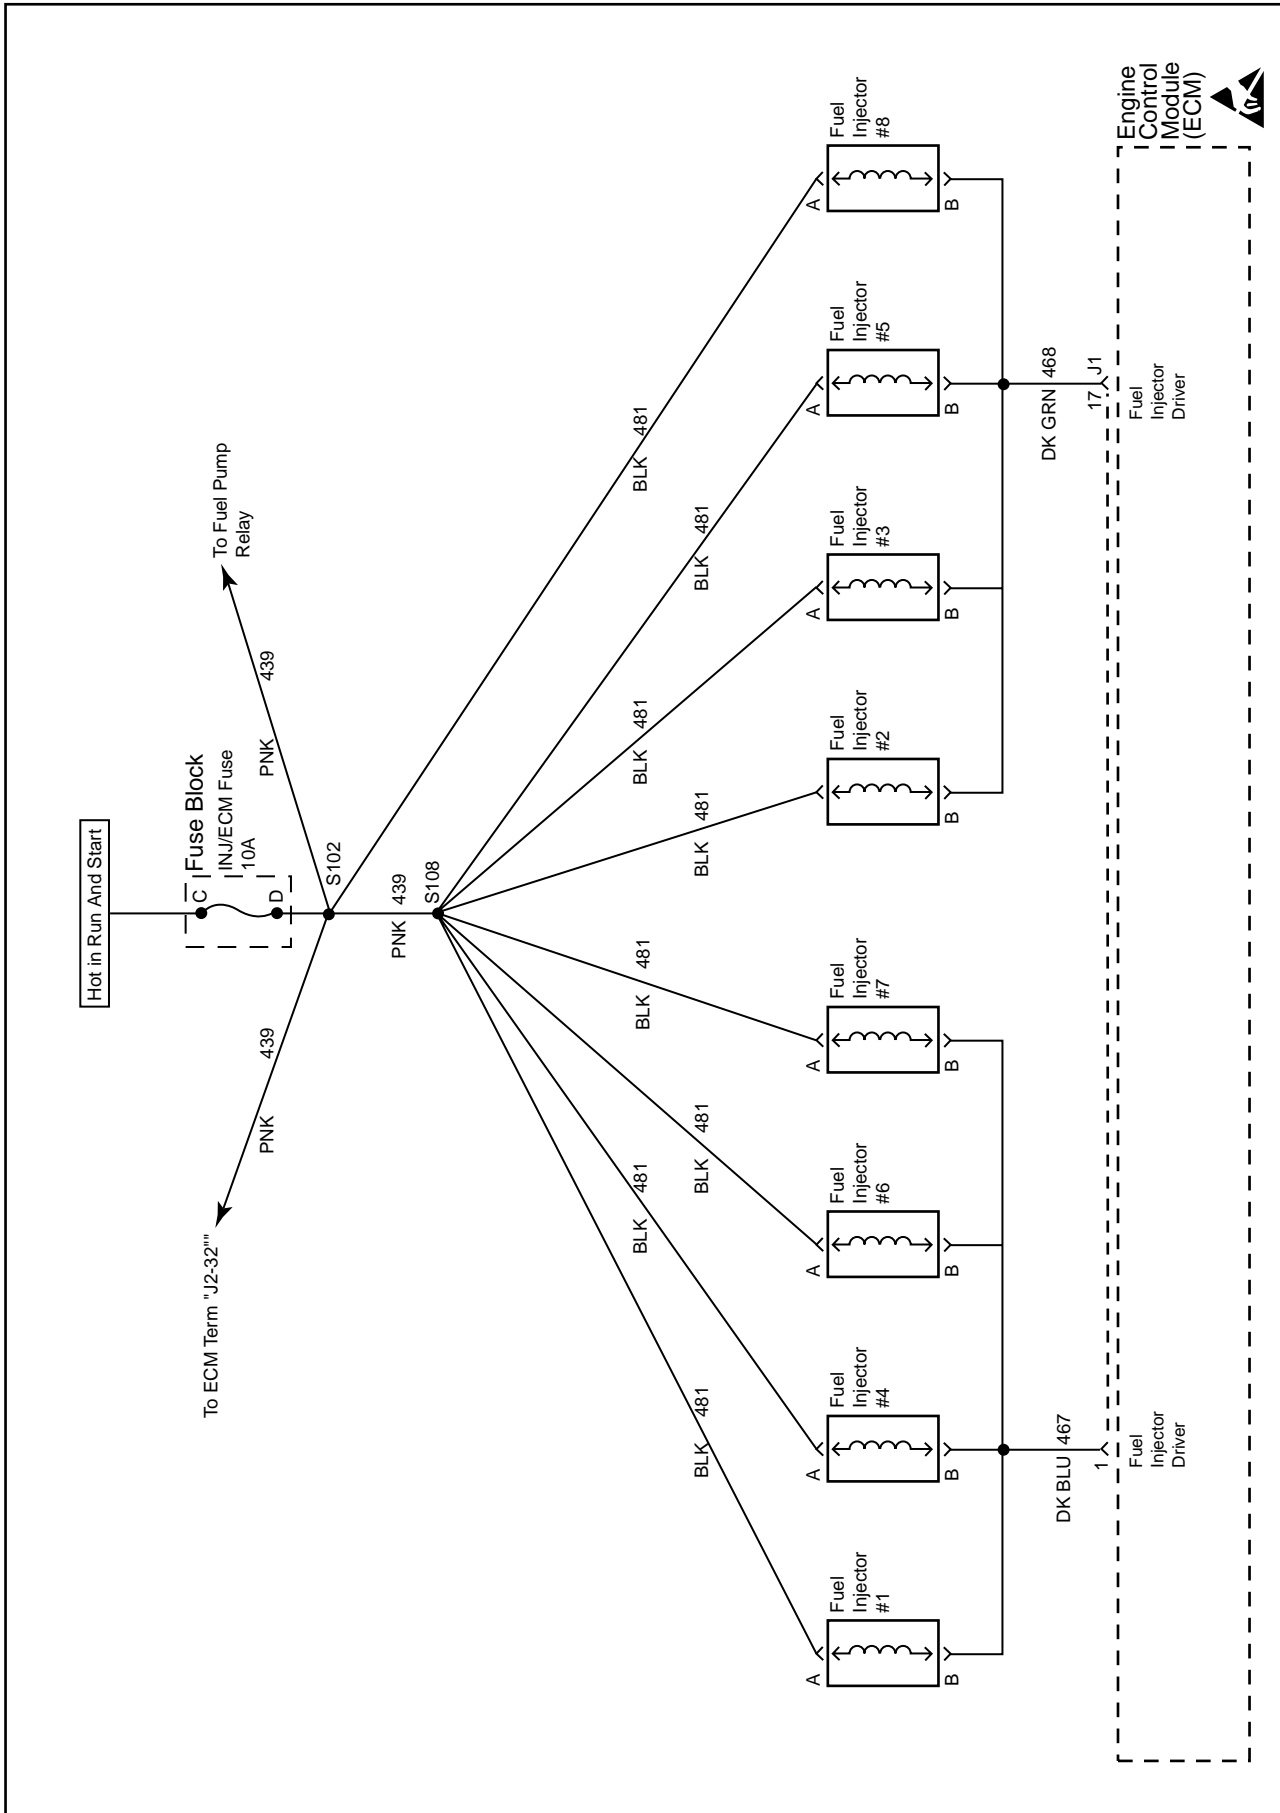 Hot in Run And Start
Fuse Block
INJ/ECM Fuse
10A
C
D
To ECM Term "J2-32""
PNK 439
PNK 439
To Fuel Pump
Relay
S102
PNK 439
S108
BLK 481
BLK 481
BLK 481
BLK 481
BLK 481
BLK 481
BLK 481
BLK 481
A
Fuel
Injector
#1
B
A
Fuel
Injector
#4
B
A
Fuel
Injector
#6
B
A
Fuel
Injector
#7
B
Fuel
Injector
#2
B
A
Fuel
Injector
#3
B
A
Fuel
Injector
#5
B
A
Fuel
Injector
#8
B
DK BLU 467
DK GRN 468
1
17 J1
Fuel
Injector
Driver
Fuel
Injector
Driver
Engine
Control
Module
(ECM)